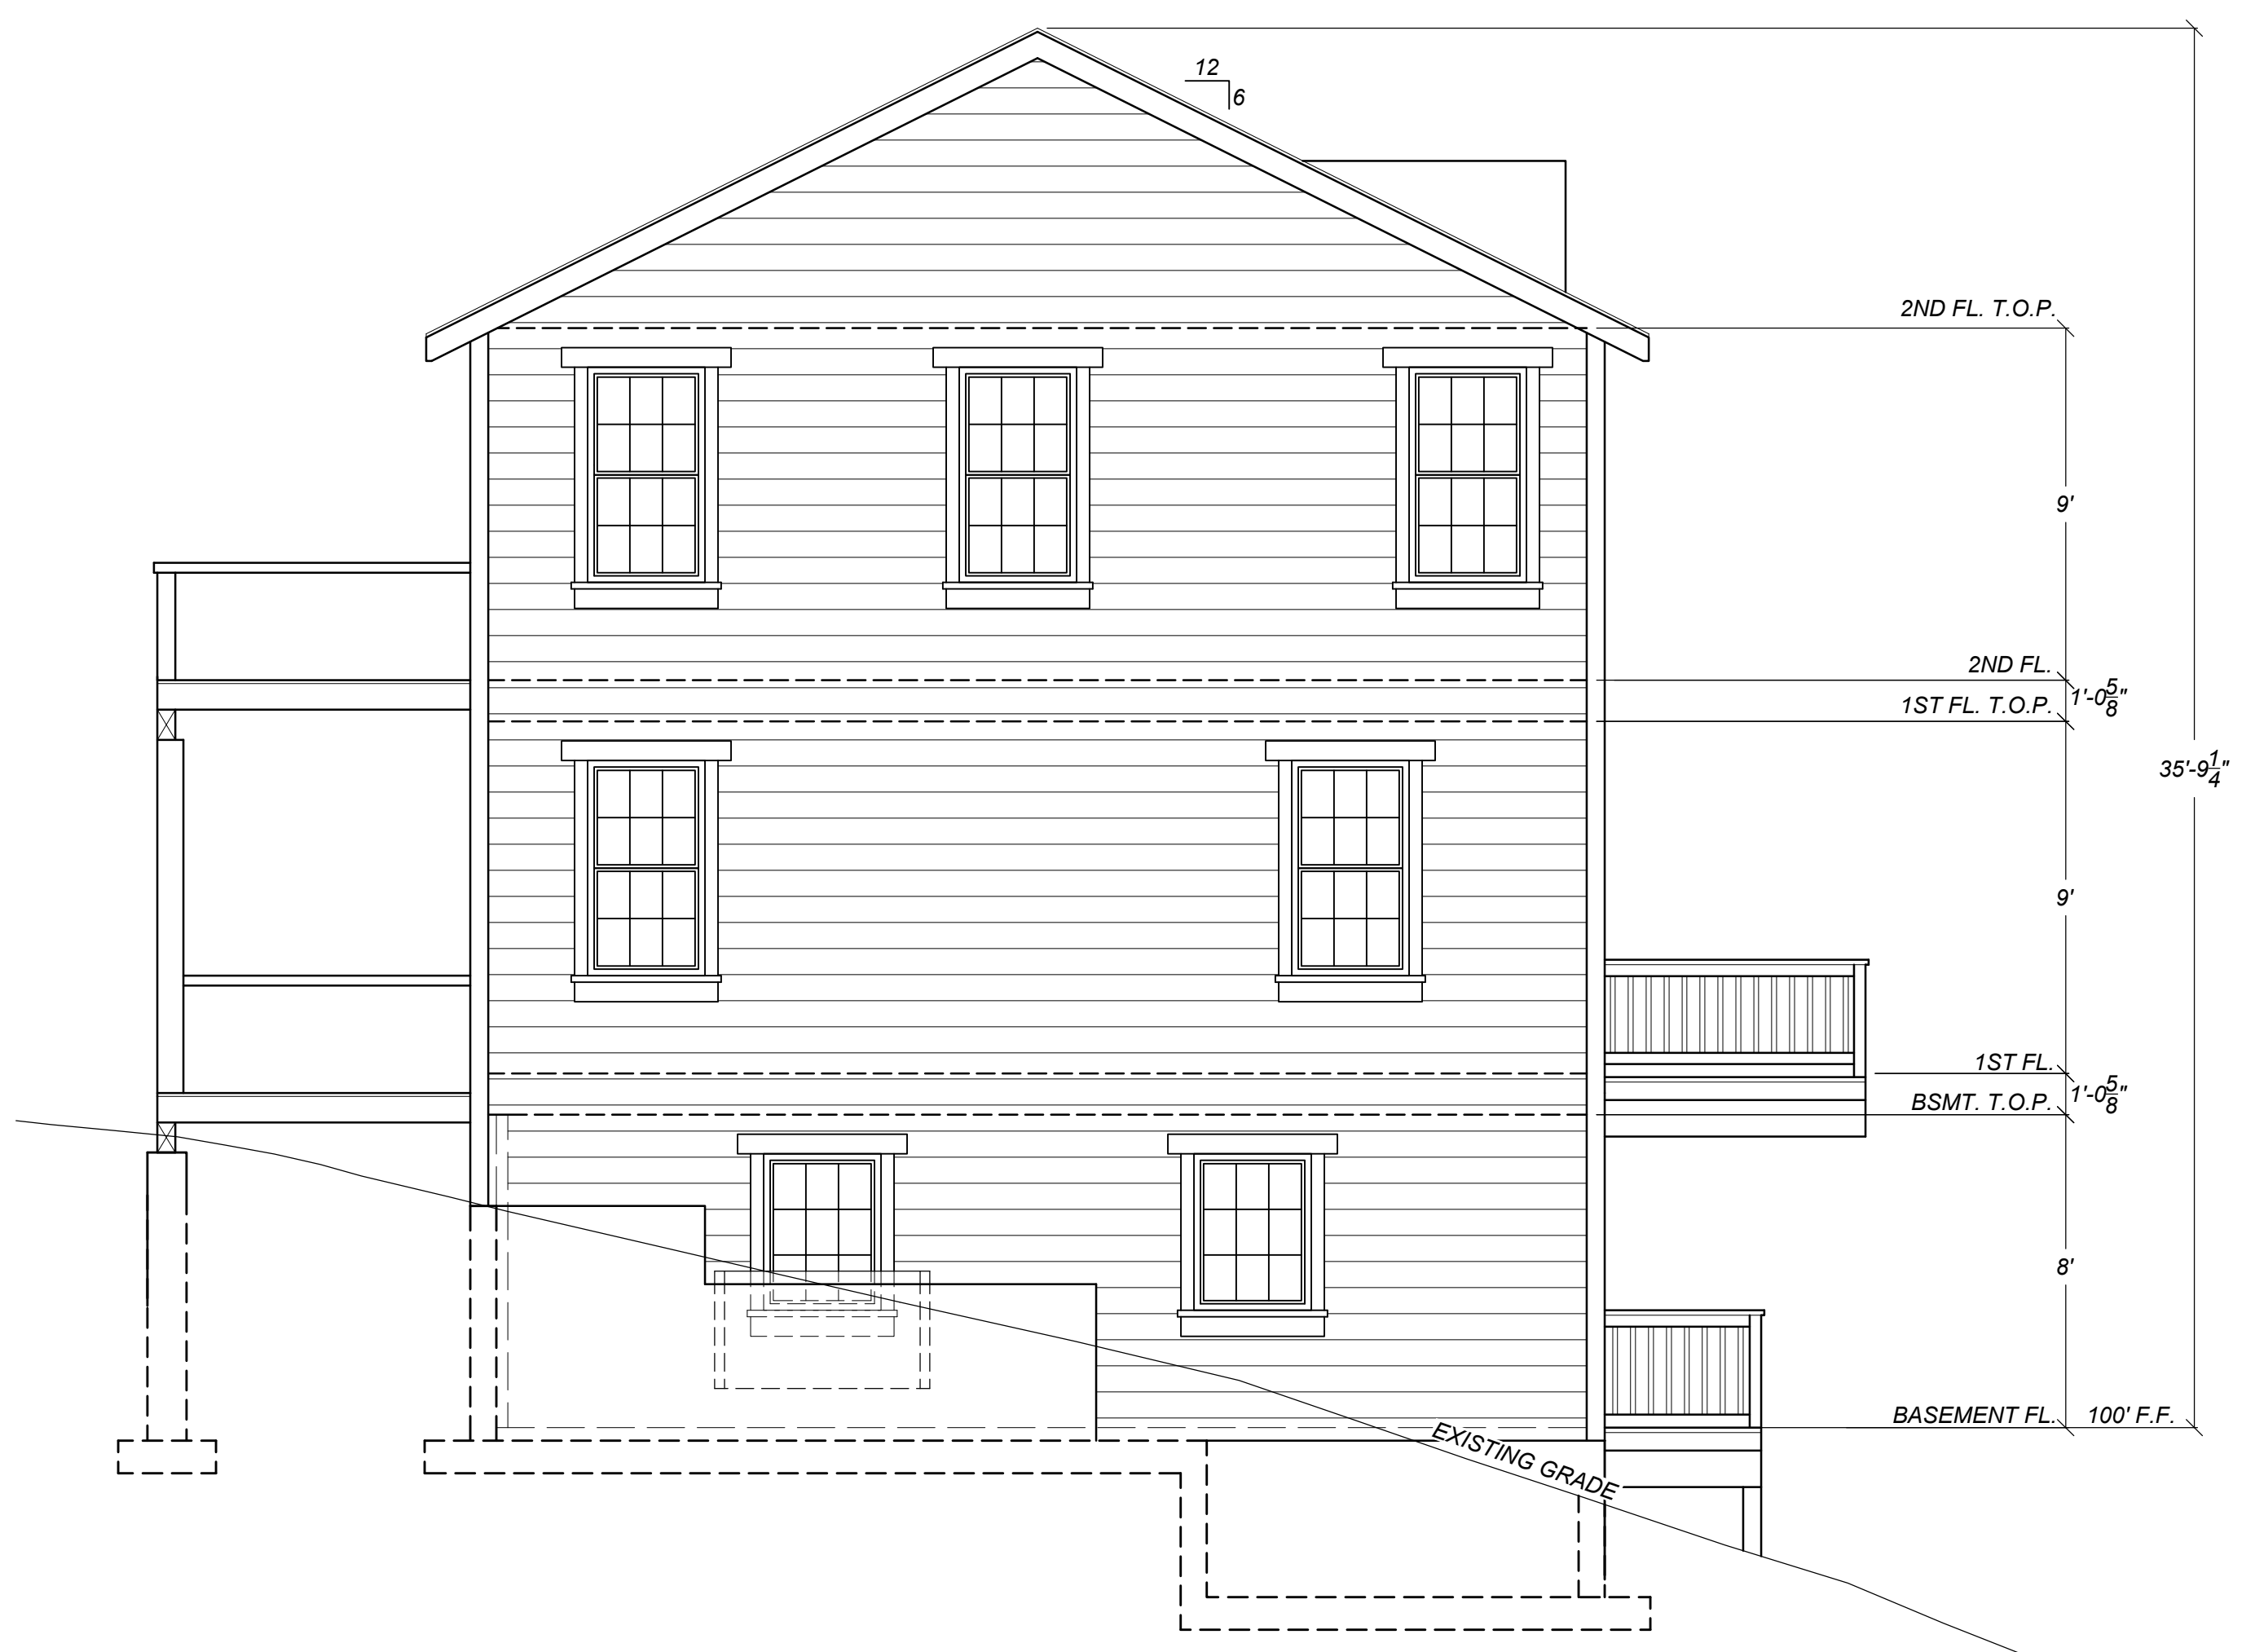 12
6
2ND FL. T.O.P.
9'
2ND FL.
1'-0 5/8"
1ST FL. T.O.P.
35'-9 1/4"
9'
1ST FL.
1'-0 5/8"
BSMT. T.O.P.
8'
BASEMENT FL. 100' F.F.
EXISTING GRADE